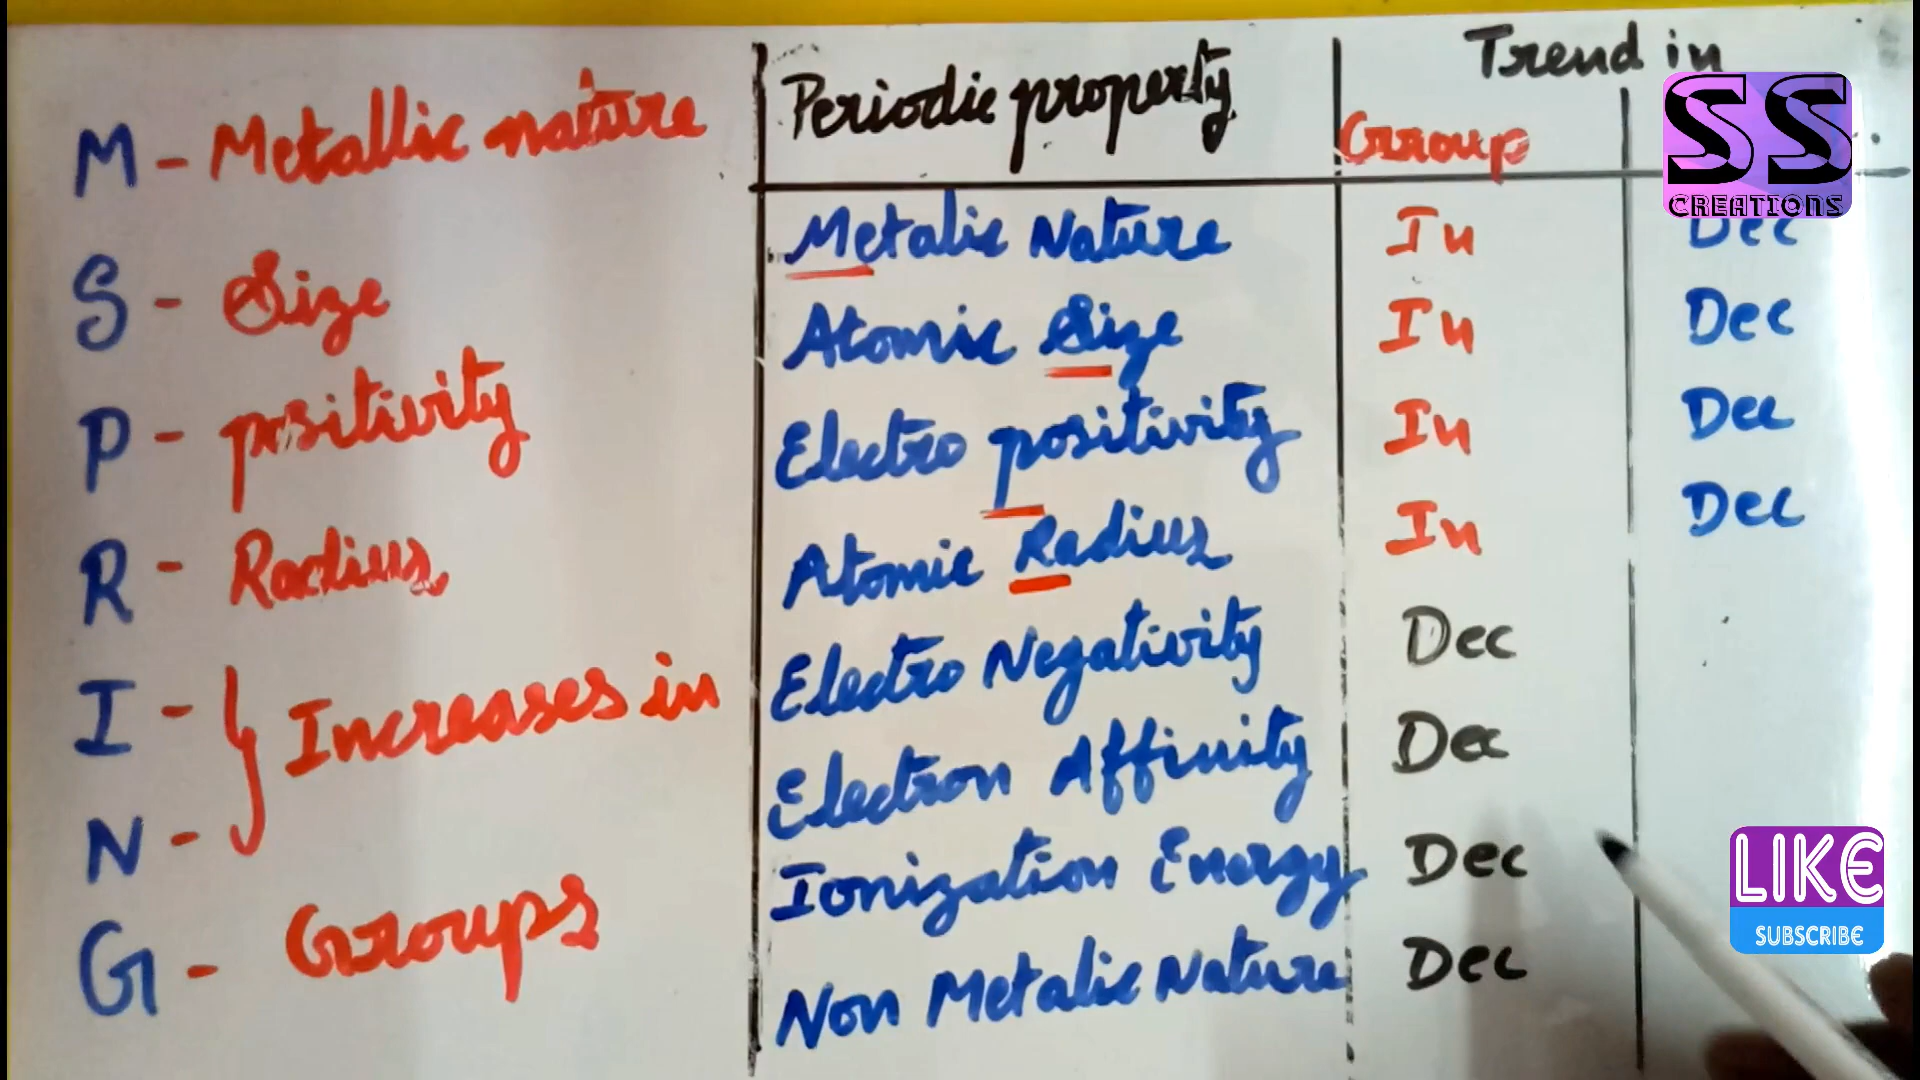 M - Metallic nature
S - Size
P - positivity
R - Radius
I - } Increases in
N -
G - Groups
Periodic property
Trend in
Group
Metalic Nature In Dec
Atomic Size In Dec
Electro positivity In Dec
Atomic Radius In Dec
Electro Negativity Dec
Electron Affinity Dec
Ionization Energy Dec
Non Metalic Nature Dec
SS
CREATIONS
LIKE
SUBSCRIBE